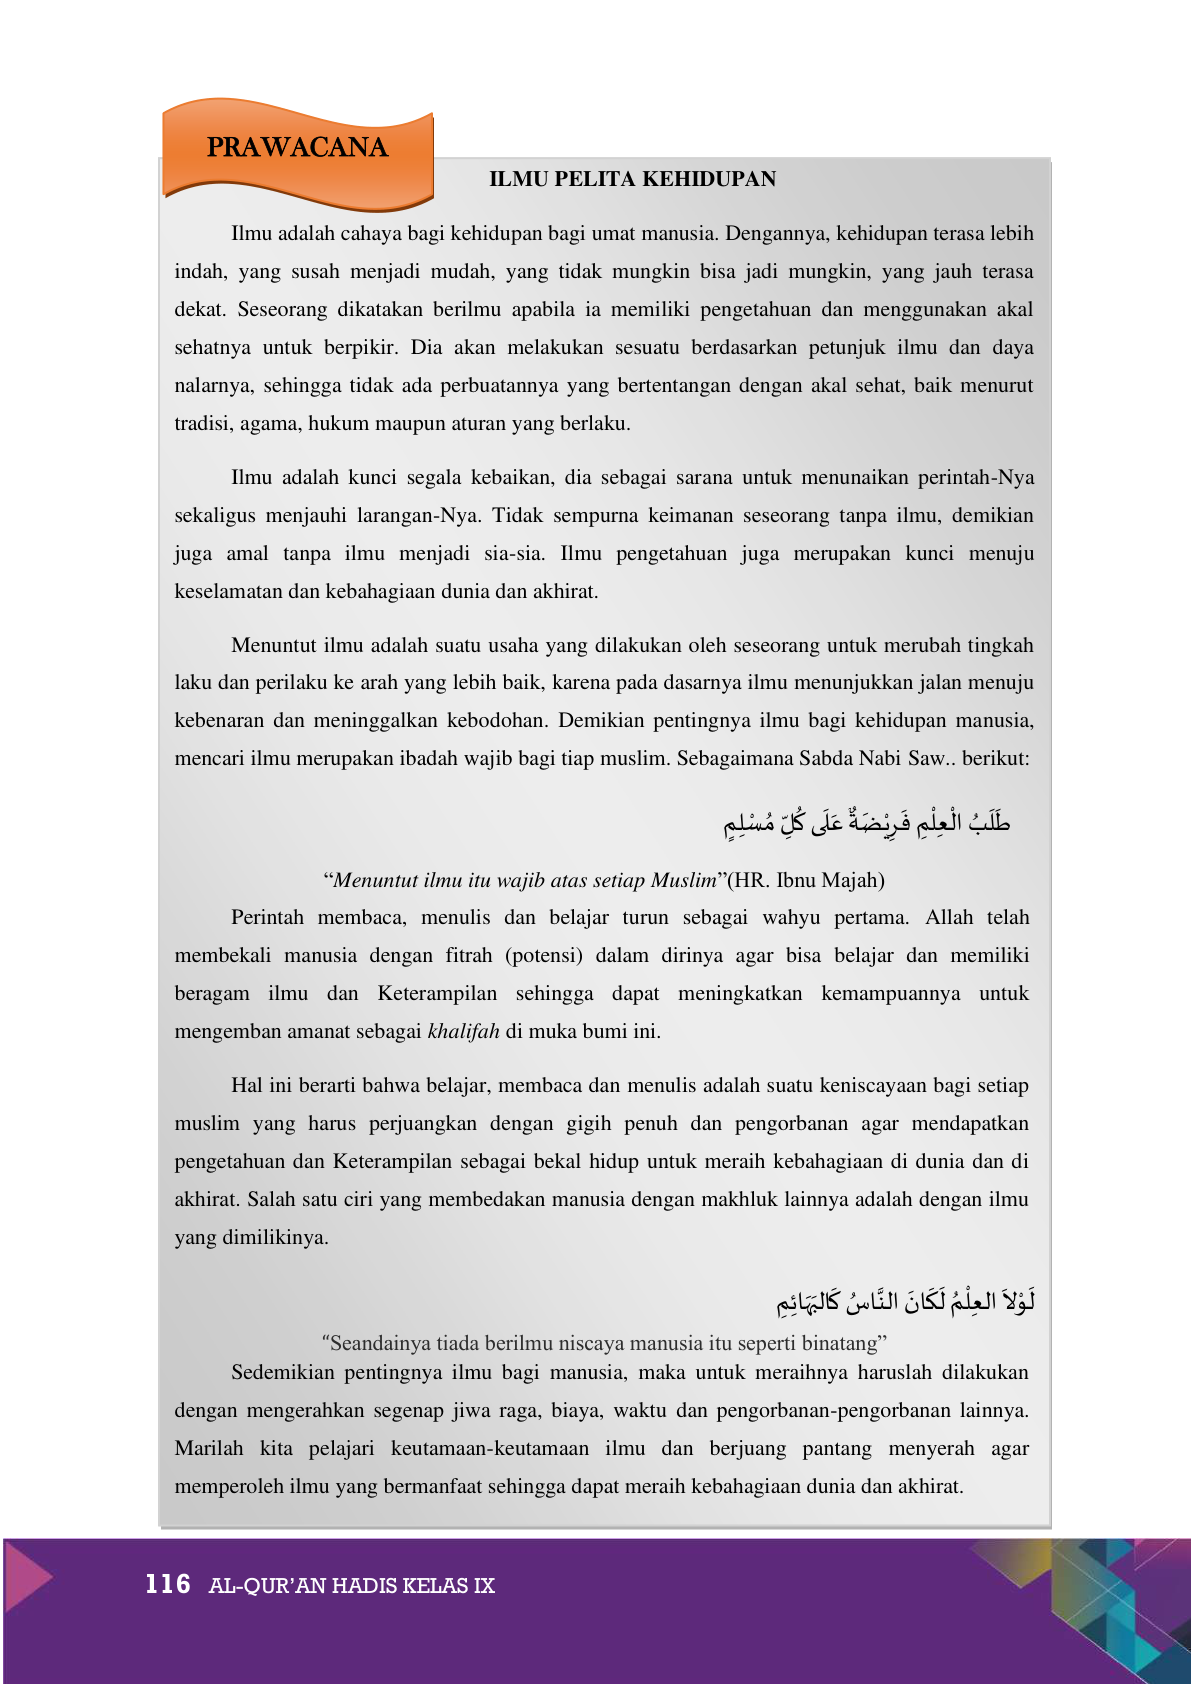 PRAWACANA
ILMU PELITA KEHIDUPAN
Ilmu adalah cahaya bagi kehidupan bagi umat manusia. Dengannya, kehidupan terasa lebih
indah, yang susah menjadi mudah, yang tidak mungkin bisa jadi mungkin, yang jauh terasa
dekat. Seseorang dikatakan berilmu apabila ia memiliki pengetahuan dan menggunakan akal
sehatnya untuk berpikir. Dia akan melakukan sesuatu berdasarkan petunjuk ilmu dan daya
nalarnya, sehingga tidak ada perbuatannya yang bertentangan dengan akal sehat, baik menurut
tradisi, agama, hukum maupun aturan yang berlaku.
Ilmu adalah kunci segala kebaikan, dia sebagai sarana untuk menunaikan perintah-Nya
sekaligus menjauhi larangan-Nya. Tidak sempurna keimanan seseorang tanpa ilmu, demikian
juga amal tanpa ilmu menjadi sia-sia. Ilmu pengetahuan juga merupakan kunci menuju
keselamatan dan kebahagiaan dunia dan akhirat.
Menuntut ilmu adalah suatu usaha yang dilakukan oleh seseorang untuk merubah tingkah
laku dan perilaku ke arah yang lebih baik, karena pada dasarnya ilmu menunjukkan jalan menuju
kebenaran dan meninggalkan kebodohan. Demikian pentingnya ilmu bagi kehidupan manusia,
mencari ilmu merupakan ibadah wajib bagi tiap muslim. Sebagaimana Sabda Nabi Saw.. berikut:
طَلَبُ الْعِلْمِ فَرِيْضَةٌ عَلَى كُلِّ مُسْلِمٍ
“Menuntut ilmu itu wajib atas setiap Muslim”(HR. Ibnu Majah)
Perintah membaca, menulis dan belajar turun sebagai wahyu pertama. Allah telah
membekali manusia dengan fitrah (potensi) dalam dirinya agar bisa belajar dan memiliki
beragam ilmu dan Keterampilan sehingga dapat meningkatkan kemampuannya untuk
mengemban amanat sebagai khalifah di muka bumi ini.
Hal ini berarti bahwa belajar, membaca dan menulis adalah suatu keniscayaan bagi setiap
muslim yang harus perjuangkan dengan gigih penuh dan pengorbanan agar mendapatkan
pengetahuan dan Keterampilan sebagai bekal hidup untuk meraih kebahagiaan di dunia dan di
akhirat. Salah satu ciri yang membedakan manusia dengan makhluk lainnya adalah dengan ilmu
yang dimilikinya.
لَوْلاَ العِلْمُ لَكَانَ النَّاسُ كَالبَهَائِمِ
“Seandainya tiada berilmu niscaya manusia itu seperti binatang”
Sedemikian pentingnya ilmu bagi manusia, maka untuk meraihnya haruslah dilakukan
dengan mengerahkan segenap jiwa raga, biaya, waktu dan pengorbanan-pengorbanan lainnya.
Marilah kita pelajari keutamaan-keutamaan ilmu dan berjuang pantang menyerah agar
memperoleh ilmu yang bermanfaat sehingga dapat meraih kebahagiaan dunia dan akhirat.
116 AL-QUR’AN HADIS KELAS IX